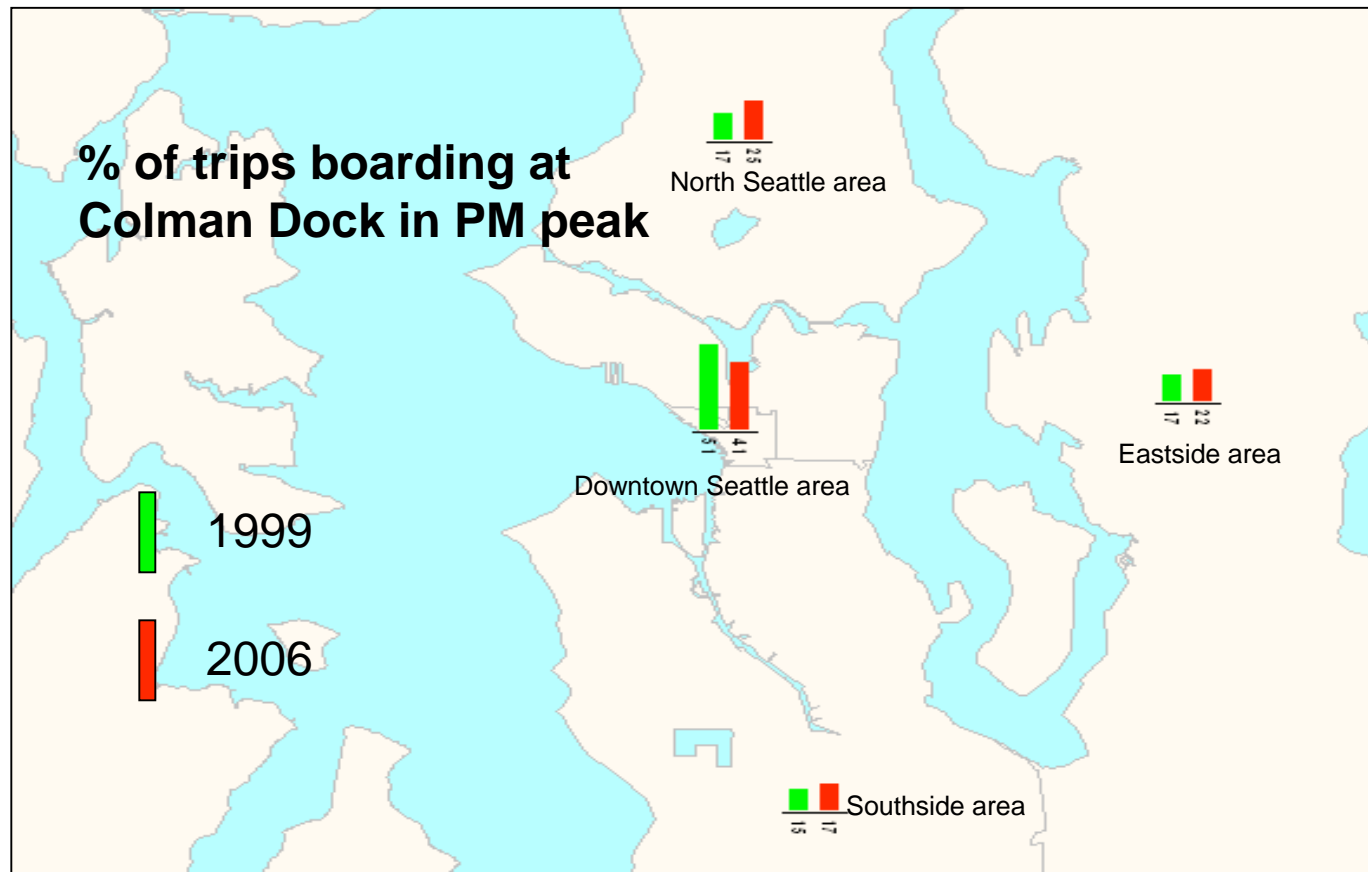 % of trips boarding at
Colman Dock in PM peak
17 25
North Seattle area
51 41
Downtown Seattle area
17 22
Eastside area
1999
2006
15 17
Southside area